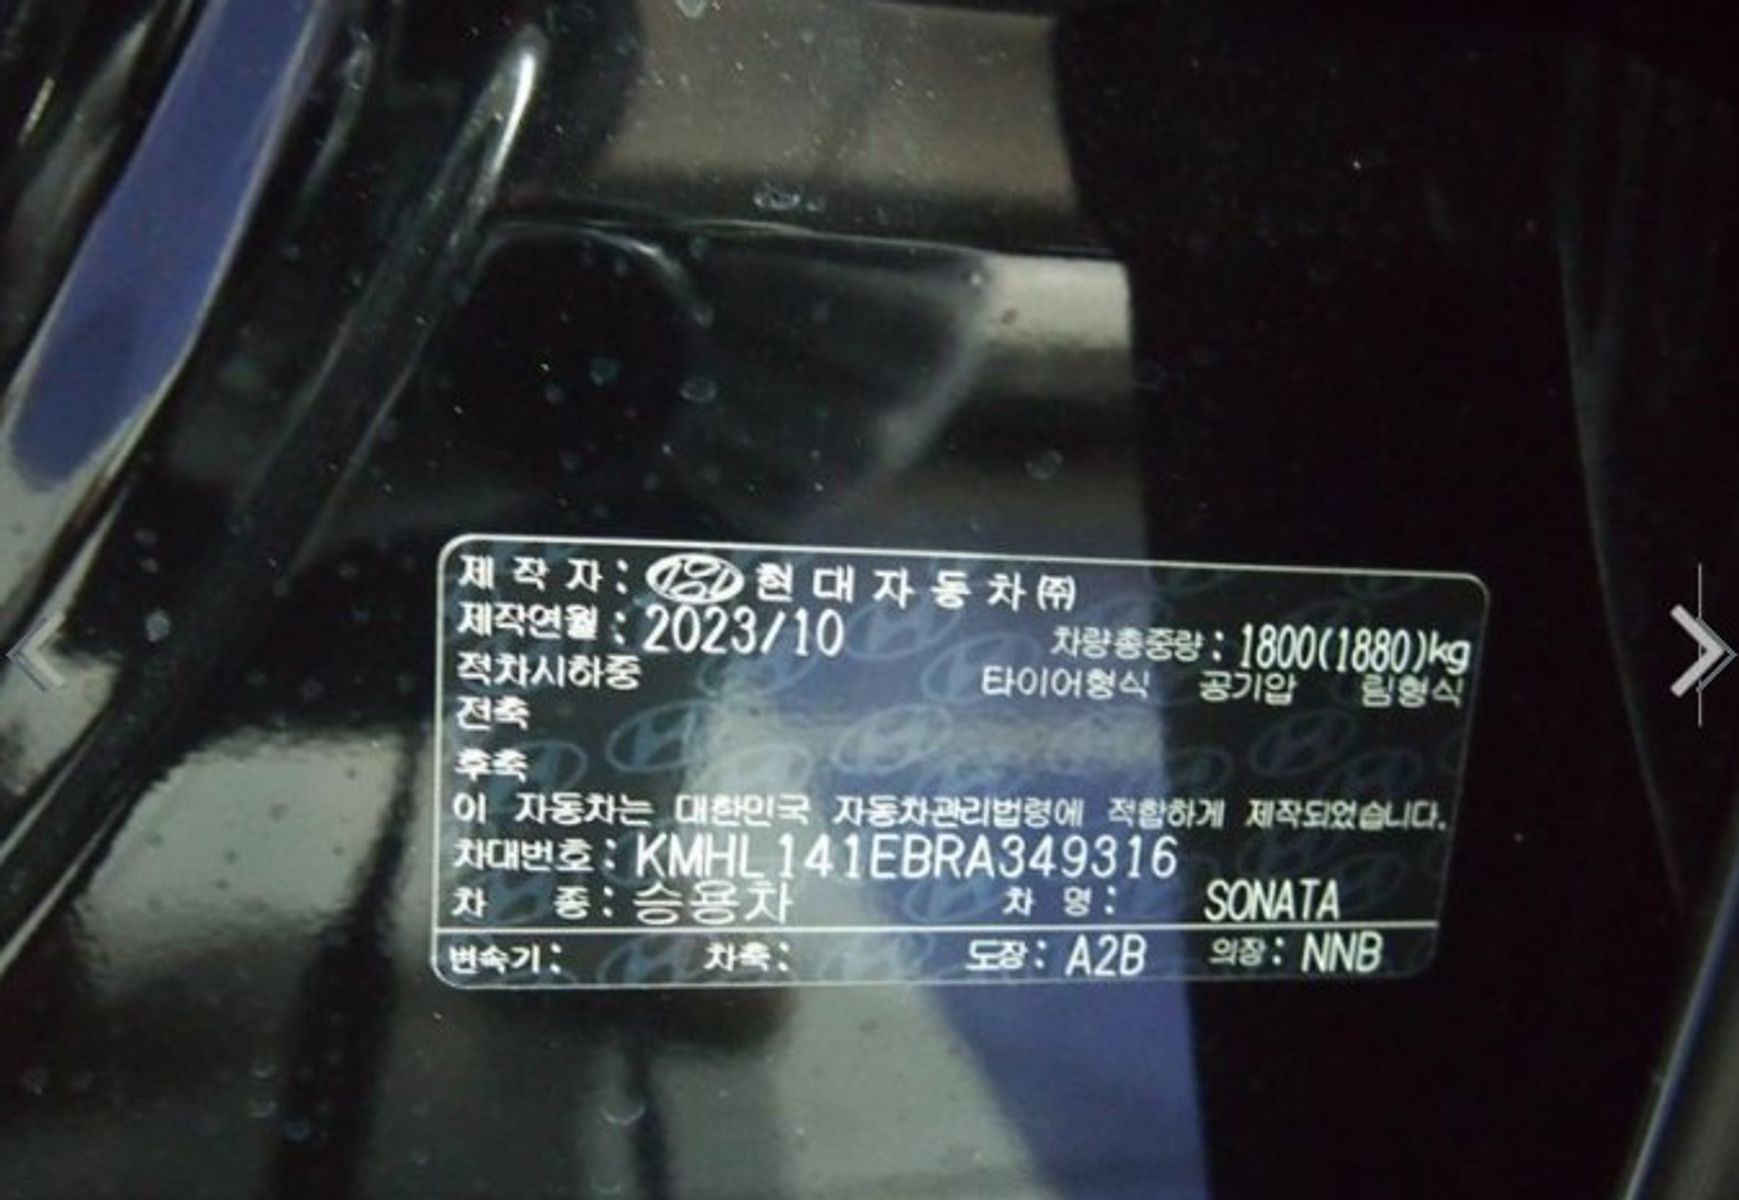 제 작 자 : 현 대 자 동 차 ㈜
제작연월 : 2023/10 차량총중량 : 1800(1880)kg
적차시하중 타이어형식 공기압 림형식
전축
후축
이 자동차는 대한민국 자동차관리법령에 적합하게 제작되었습니다.
차대번호 : KMHL141EBRA349316
차 종 : 승용차 차 명 : SONATA
변속기 : 차축 : 도장 : A2B 의장 : NNB